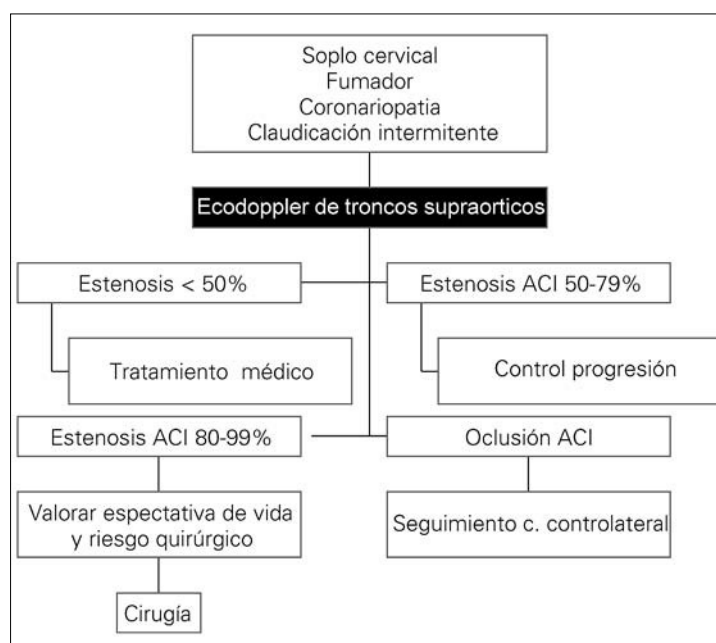 Soplo cervical
Fumador
Coronariopatia
Claudicación intermitente
Ecodoppler de troncos supraorticos
Estenosis < 50%
Estenosis ACI 50-79%
Tratamiento médico
Control progresión
Estenosis ACI 80-99%
Oclusión ACI
Valorar espectativa de vida
y riesgo quirúrgico
Seguimiento c. controlateral
Cirugía